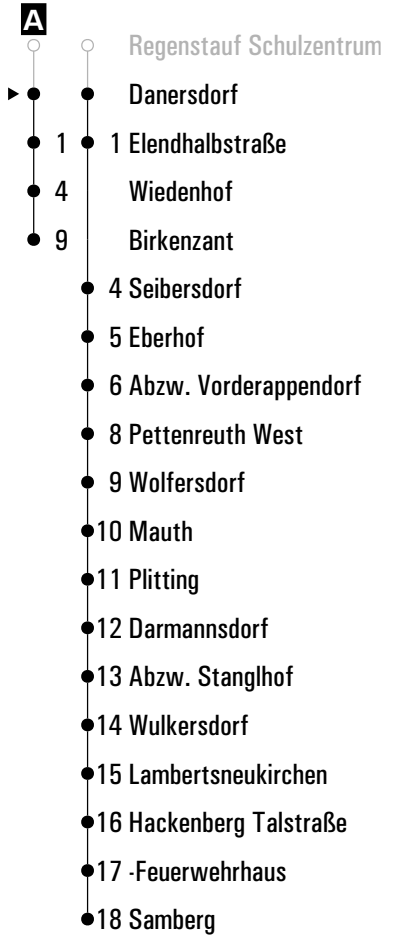 A
Regenstauf Schulzentrum
Danersdorf
1 1 Elendhalbstraße
4 Wiedenhof
9 Birkenzant
4 Seibersdorf
5 Eberhof
6 Abzw. Vorderappendorf
8 Pettenreuth West
9 Wolfersdorf
10 Mauth
11 Plitting
12 Darmannsdorf
13 Abzw. Stanglhof
14 Wulkersdorf
15 Lambertsneukirchen
16 Hackenberg Talstraße
17 -Feuerwehrhaus
18 Samberg